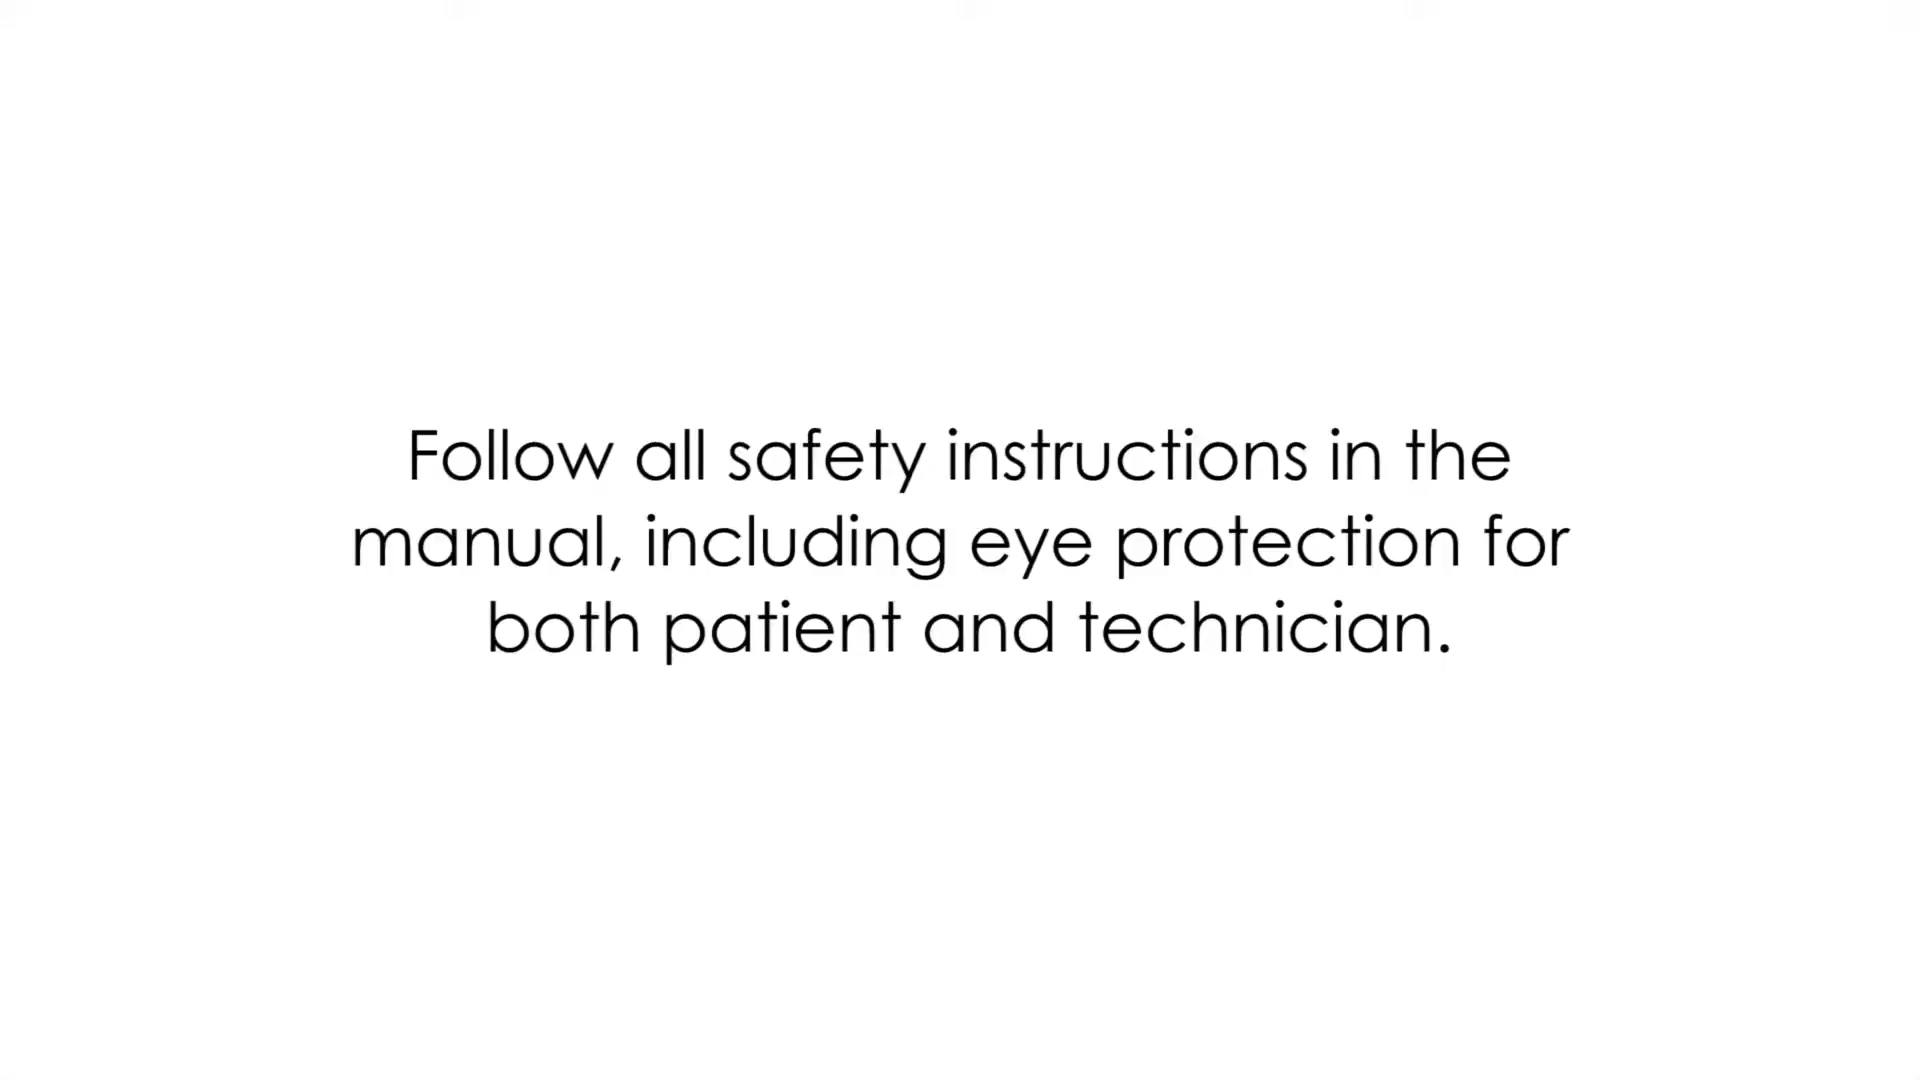 Follow all safety instructions in the
manual, including eye protection for
both patient and technician.